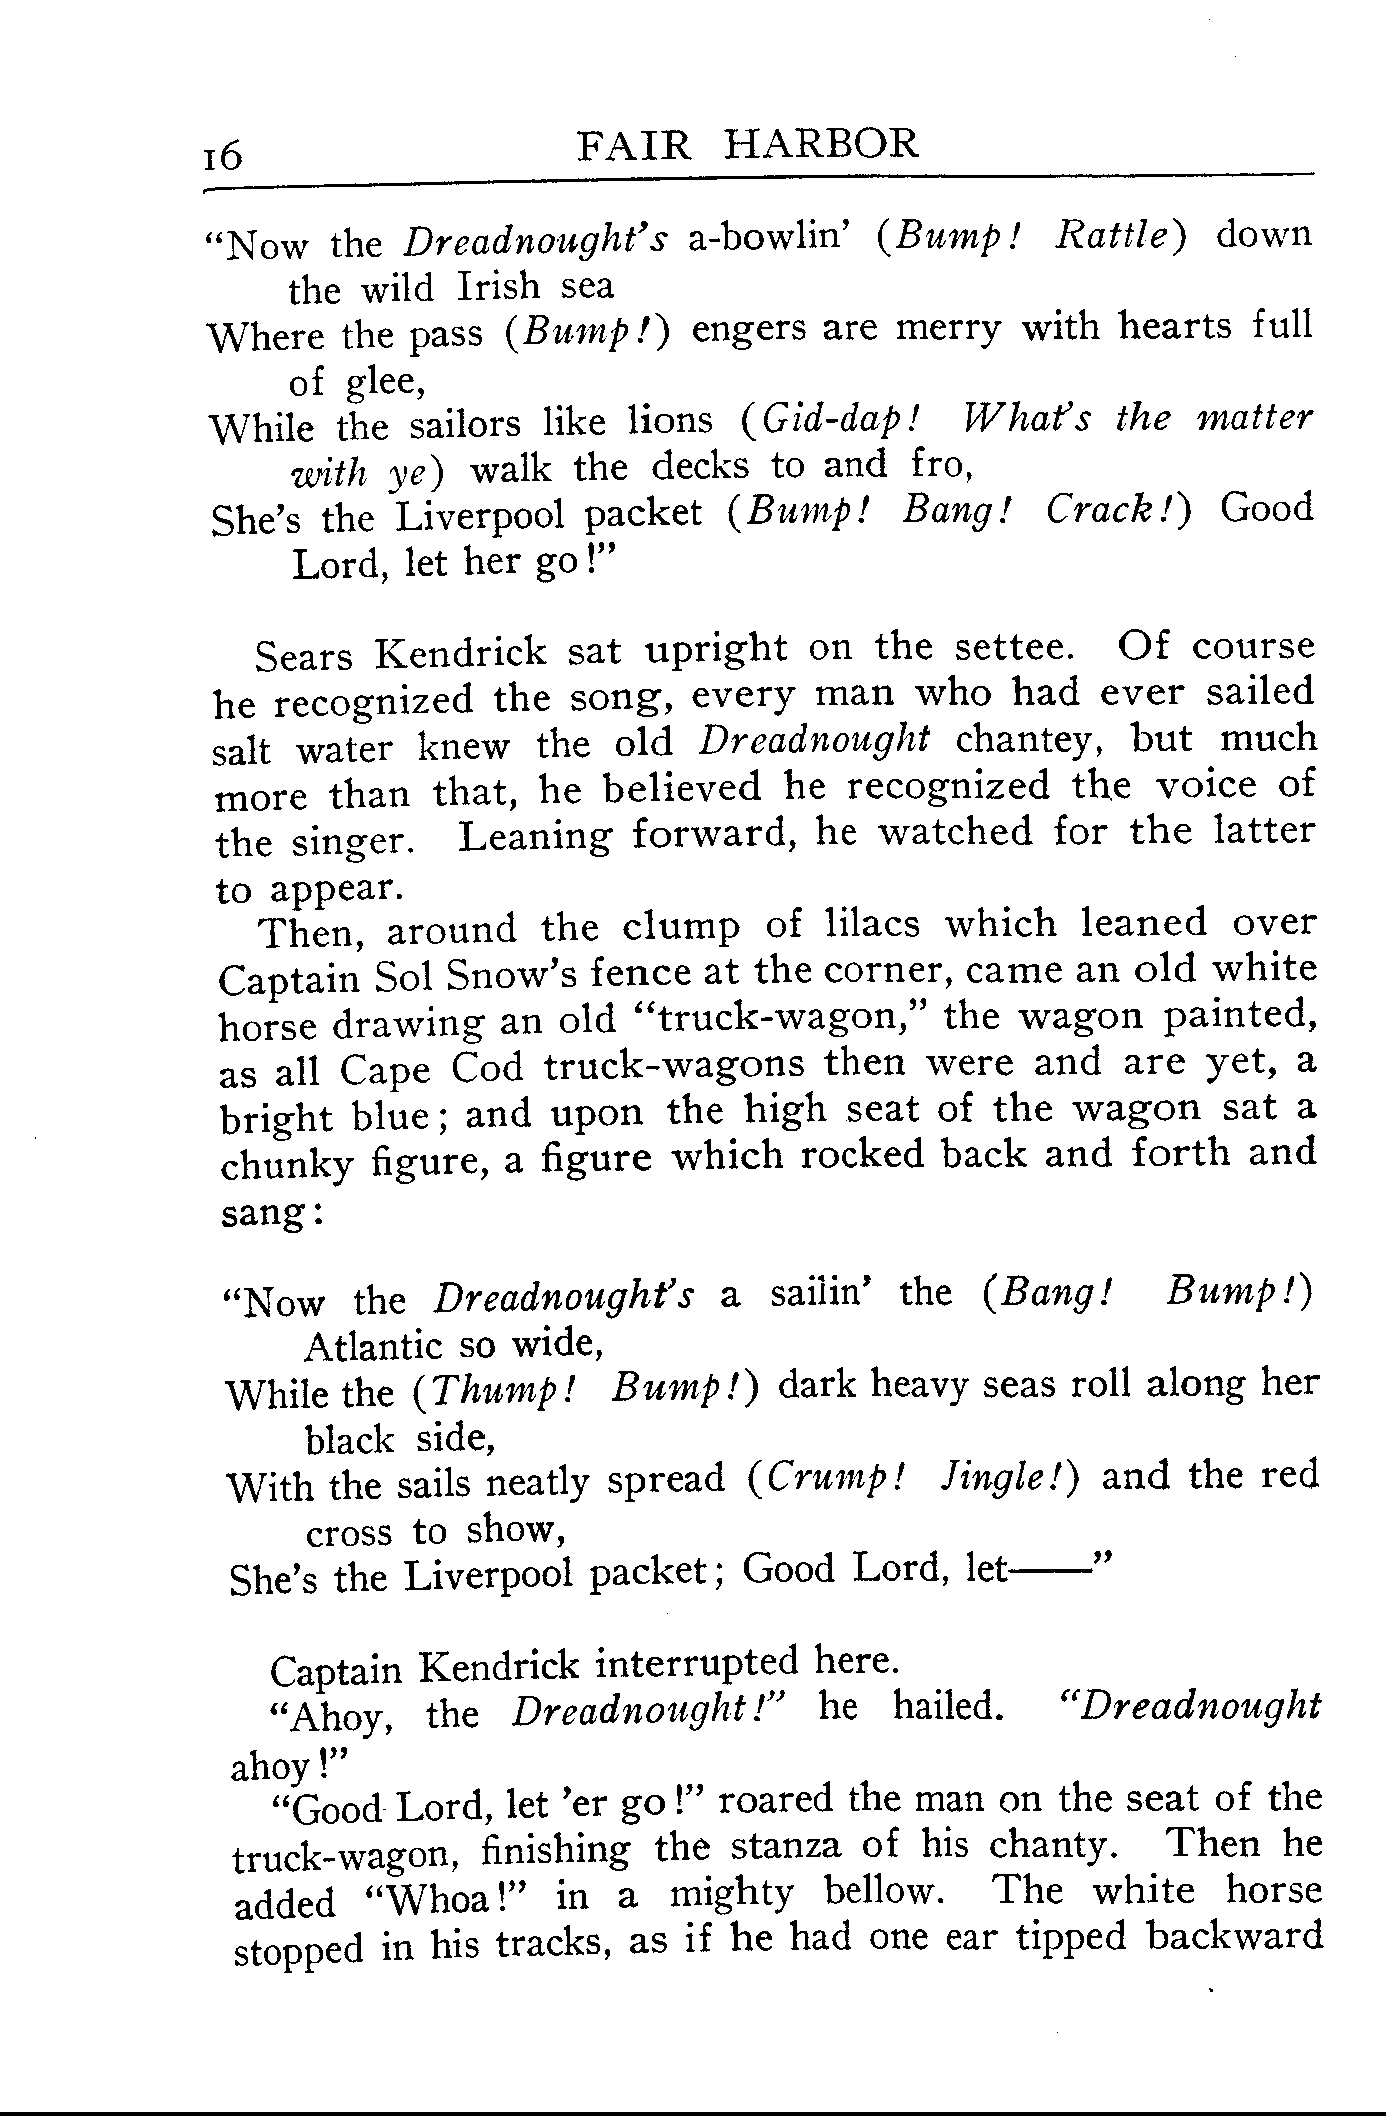 16 FAIR HARBOR
“Now the Dreadnought’s a-bowlin’ (Bump! Rattle) down
the wild Irish sea
Where the pass (Bump!) engers are merry with hearts full
of glee,
While the sailors like lions (Gid-dap! What’s the matter
with ye) walk the decks to and fro,
She’s the Liverpool packet (Bump! Bang! Crack!) Good
Lord, let her go!”
Sears Kendrick sat upright on the settee. Of course
he recognized the song, every man who had ever sailed
salt water knew the old Dreadnought chantey, but much
more than that, he believed he recognized the voice of
the singer. Leaning forward, he watched for the latter
to appear.
Then, around the clump of lilacs which leaned over
Captain Sol Snow’s fence at the corner, came an old white
horse drawing an old “truck-wagon,” the wagon painted,
as all Cape Cod truck-wagons then were and are yet, a
bright blue; and upon the high seat of the wagon sat a
chunky figure, a figure which rocked back and forth and
sang:
“Now the Dreadnought’s a sailin’ the (Bang! Bump!)
Atlantic so wide,
While the (Thump! Bump!) dark heavy seas roll along her
black side,
With the sails neatly spread (Crump! Jingle!) and the red
cross to show,
She’s the Liverpool packet; Good Lord, let——”
Captain Kendrick interrupted here.
“Ahoy, the Dreadnought!” he hailed. “Dreadnought
ahoy!”
“Good Lord, let ’er go!” roared the man on the seat of the
truck-wagon, finishing the stanza of his chanty. Then he
added “Whoa!” in a mighty bellow. The white horse
stopped in his tracks, as if he had one ear tipped backward